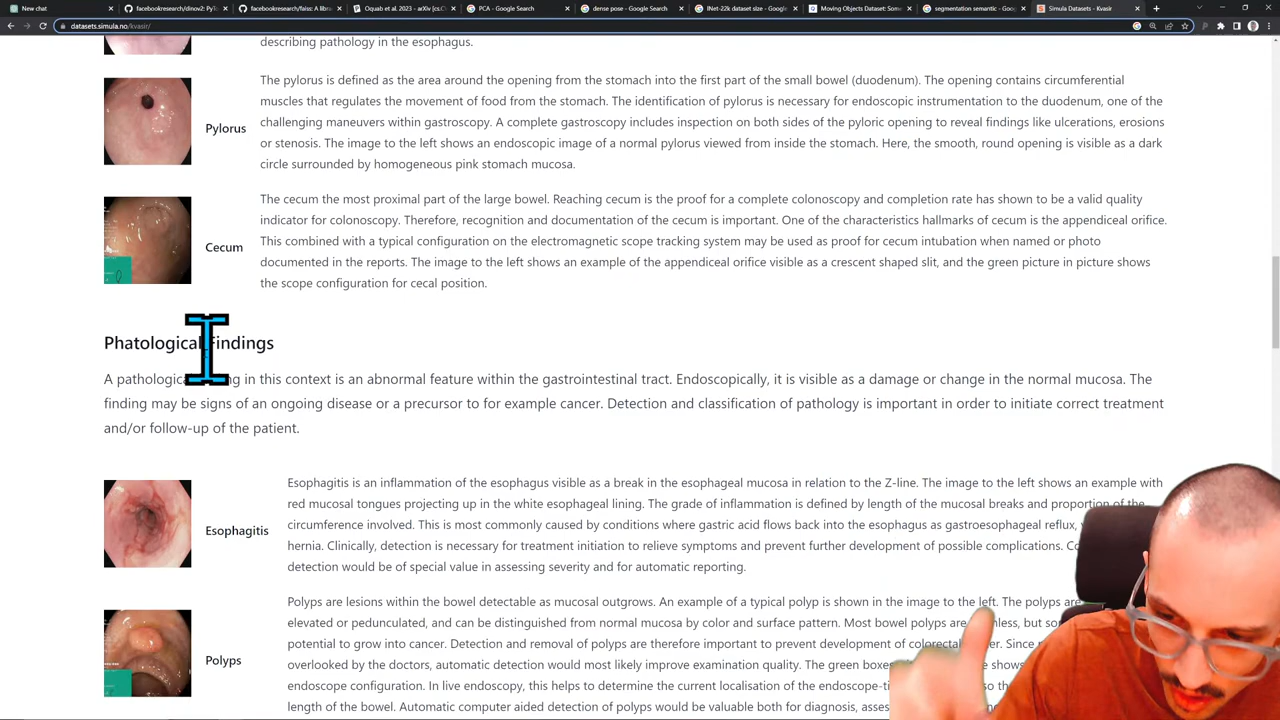 New chat
facebookresearch/dinov2: PyTo
facebookresearch/faiss: A libra
Oquab et al. 2023 - arXiv [cs.C
PCA - Google Search
dense pose - Google Search
INet-22k dataset size - Google
Moving Objects Dataset: Som
segmentation semantic - Goo
Simula Datasets - Kvasir
datasets.simula.no/kvasir/
describing pathology in the esophagus.
Pylorus
The pylorus is defined as the area around the opening from the stomach into the first part of the small bowel (duodenum). The opening contains circumferential
muscles that regulates the movement of food from the stomach. The identification of pylorus is necessary for endoscopic instrumentation to the duodenum, one of the
challenging maneuvers within gastroscopy. A complete gastroscopy includes inspection on both sides of the pyloric opening to reveal findings like ulcerations, erosions
or stenosis. The image to the left shows an endoscopic image of a normal pylorus viewed from inside the stomach. Here, the smooth, round opening is visible as a dark
circle surrounded by homogeneous pink stomach mucosa.
Cecum
The cecum the most proximal part of the large bowel. Reaching cecum is the proof for a complete colonoscopy and completion rate has shown to be a valid quality
indicator for colonoscopy. Therefore, recognition and documentation of the cecum is important. One of the characteristics hallmarks of cecum is the appendiceal orifice.
This combined with a typical configuration on the electromagnetic scope tracking system may be used as proof for cecum intubation when named or photo
documented in the reports. The image to the left shows an example of the appendiceal orifice visible as a crescent shaped slit, and the green picture in picture shows
the scope configuration for cecal position.
Phatological Findings
A pathological in this context is an abnormal feature within the gastrointestinal tract. Endoscopically, it is visible as a damage or change in the normal mucosa. The
finding may be signs of an ongoing disease or a precursor to for example cancer. Detection and classification of pathology is important in order to initiate correct treatment
and/or follow-up of the patient.
Esophagitis
Esophagitis is an inflammation of the esophagus visible as a break in the esophageal mucosa in relation to the Z-line. The image to the left shows an example with
red mucosal tongues projecting up in the white esophageal lining. The grade of inflammation is defined by length of the mucosal breaks and proportion of the
circumference involved. This is most commonly caused by conditions where gastric acid flows back into the esophagus as gastroesophageal reflux,
hernia. Clinically, detection is necessary for treatment initiation to relieve symptoms and prevent further development of possible complications.
detection would be of special value in assessing severity and for automatic reporting.
Polyps
Polyps are lesions within the bowel detectable as mucosal outgrows. An example of a typical polyp is shown in the image to the left. The polyps are
elevated or pedunculated, and can be distinguished from normal mucosa by color and surface pattern. Most bowel polyps are
potential to grow into cancer. Detection and removal of polyps are therefore important to prevent development of Since
overlooked by the doctors, automatic detection would most likely improve examination quality. The green boxes shows
endoscope configuration. In live endoscopy, this helps to determine the current localisation of the endoscope-
length of the bowel. Automatic computer aided detection of polyps would be valuable both for diagnosis,